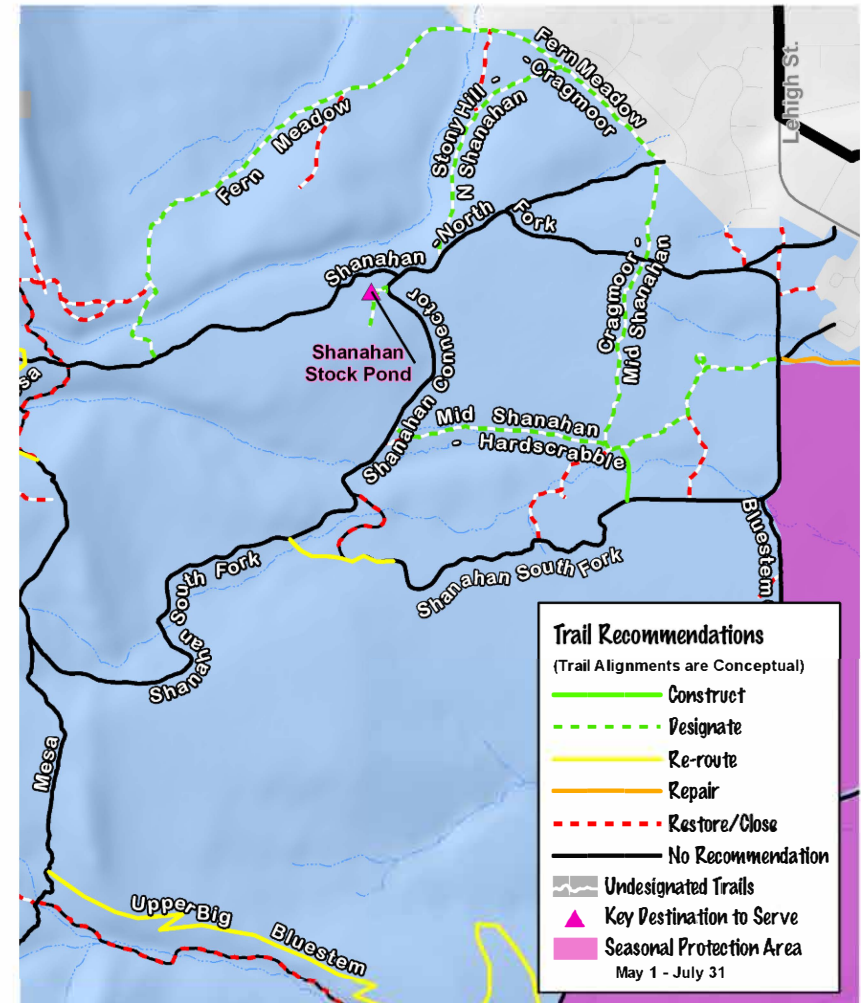 Lehigh St.
Fern Meadow
- Cragmoor
Fern Meadow
Stony Hill -
N Shanahan
Shanahan - North Fork
Cragmoor -
Mid Shanahan
Shanahan
Stock Pond
Shanahan Connector
sa
Mid Shanahan
- Hardscrabble
Bluestem
South Fork
Shanahan
Shanahan South Fork
Mesa
Upper Big Bluestem
Trail Recommendations
(Trail Alignments are Conceptual)
Construct
Designate
Re-route
Repair
Restore/Close
No Recommendation
Undesignated Trails
Key Destination to Serve
Seasonal Protection Area
May 1 - July 31